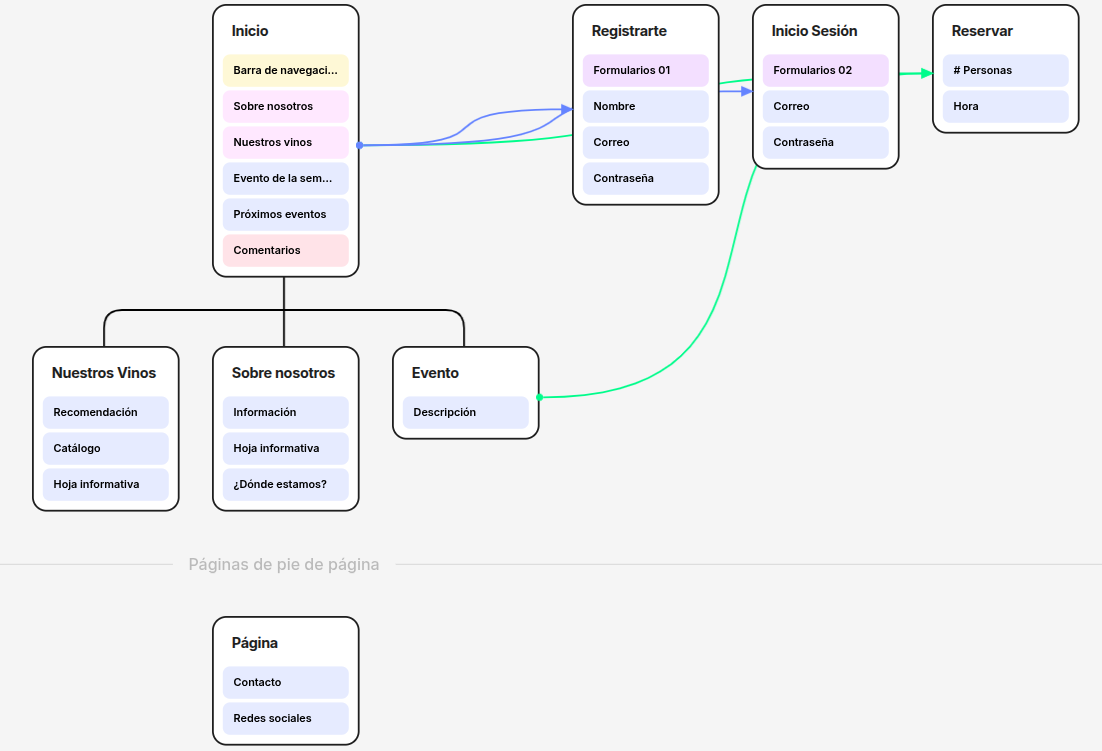 Inicio
Barra de navegaci...
Sobre nosotros
Nuestros vinos
Evento de la sem...
Próximos eventos
Comentarios
Registrarte
Formularios 01
Nombre
Correo
Contraseña
Inicio Sesión
Formularios 02
Correo
Contraseña
Reservar
# Personas
Hora
Nuestros Vinos
Recomendación
Catálogo
Hoja informativa
Sobre nosotros
Información
Hoja informativa
¿Dónde estamos?
Evento
Descripción
Páginas de pie de página
Página
Contacto
Redes sociales